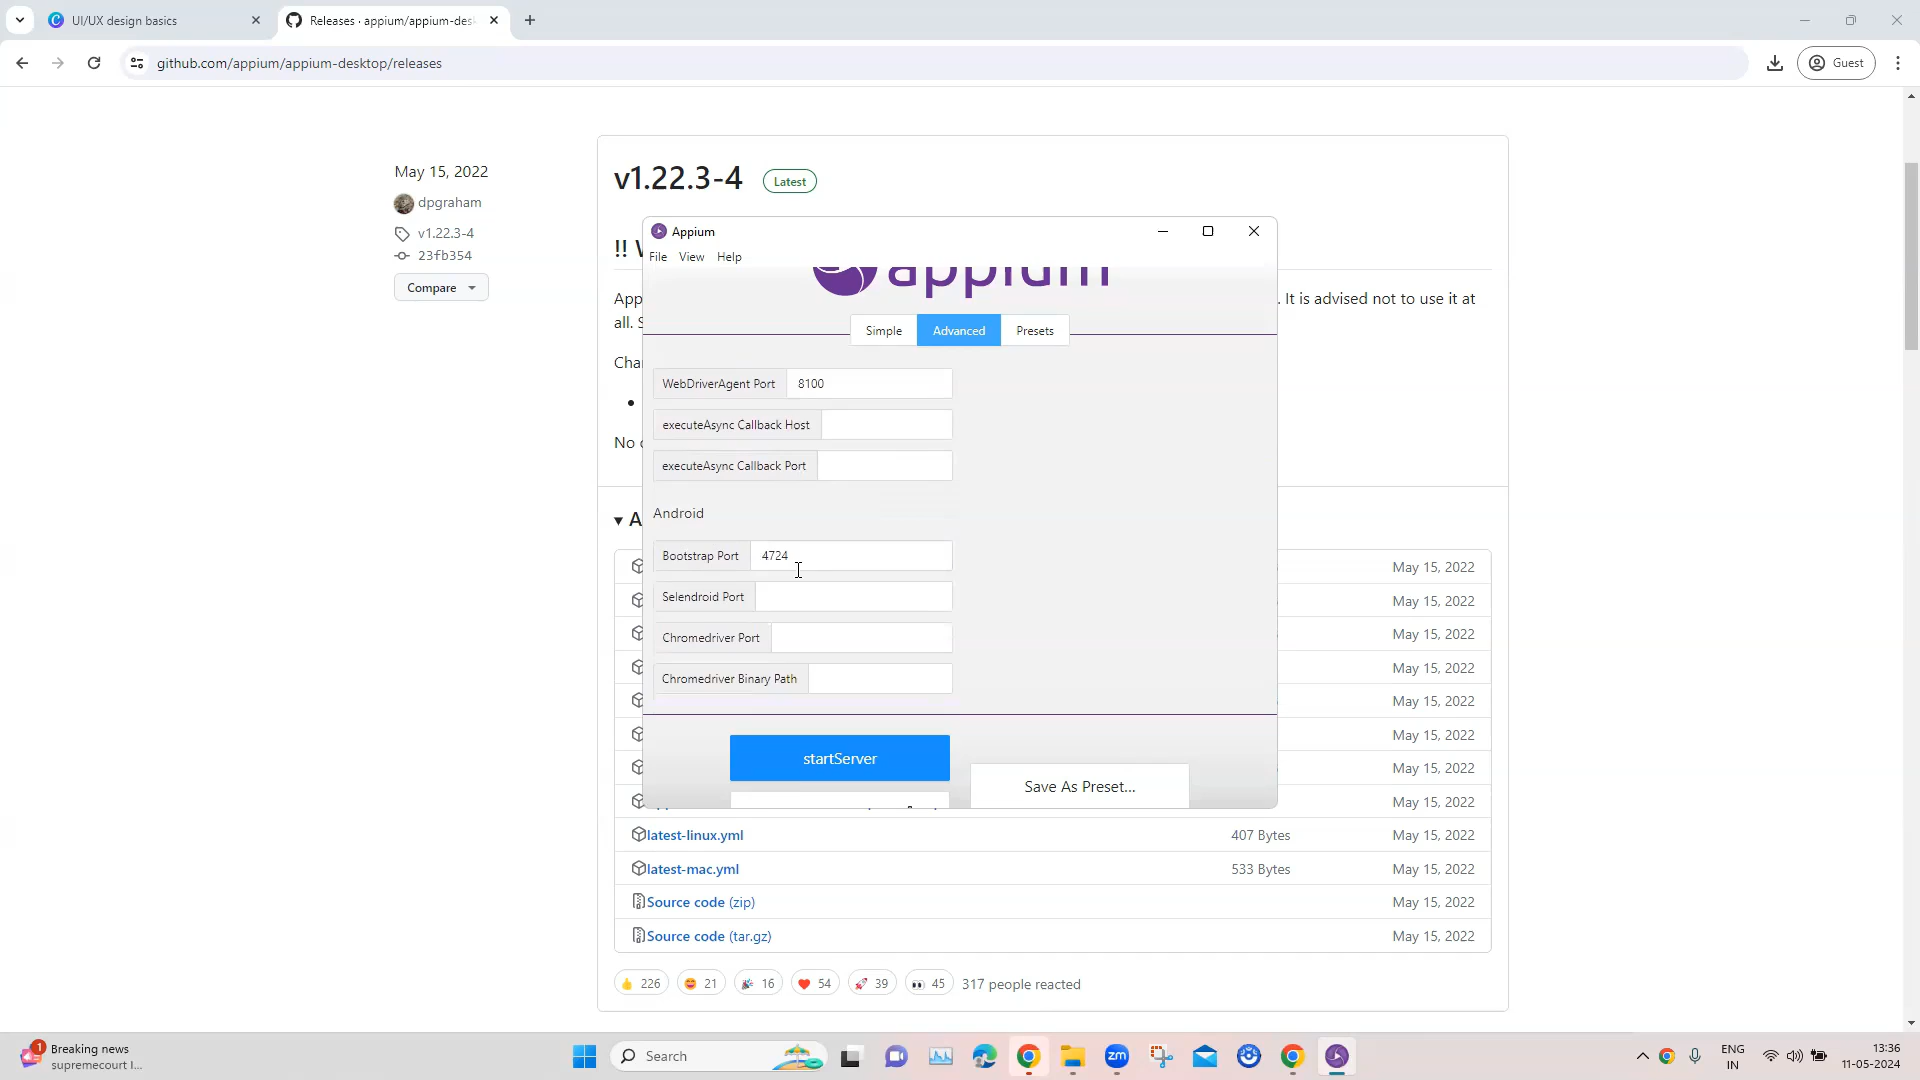 UI/UX design basics
Releases · appium/appium-des
github.com/appium/appium-desktop/releases
Guest
May 15, 2022
dpgraham
v1.22.3-4
23fb354
Compare
v1.22.3-4
Latest
!!
App
. It is advised not to use it at
all. S
Cha
No
Appium
File View Help
appium
Simple
Advanced
Presets
WebDriverAgent Port
8100
executeAsync Callback Host
executeAsync Callback Port
Android
Bootstrap Port
4724
Selendroid Port
Chromedriver Port
Chromedriver Binary Path
startServer
Save As Preset...
A
May 15, 2022
May 15, 2022
May 15, 2022
May 15, 2022
May 15, 2022
May 15, 2022
May 15, 2022
May 15, 2022
latest-linux.yml
407 Bytes
May 15, 2022
latest-mac.yml
533 Bytes
May 15, 2022
Source code (zip)
May 15, 2022
Source code (tar.gz)
May 15, 2022
226
21
16
54
39
45
317 people reacted
1
Breaking news
supremecourt I...
Search
zm
ENG
IN
13:36
11-05-2024